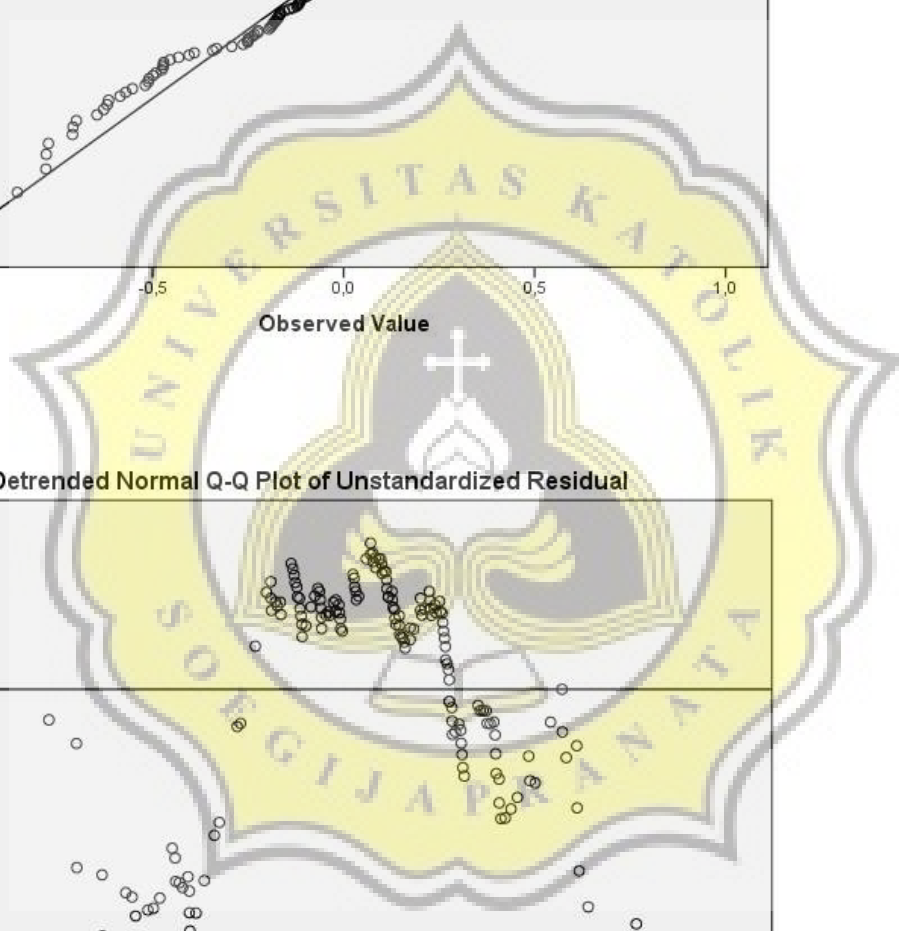 -0,5 0,0 0,5 1,0
Observed Value
Detrended Normal Q-Q Plot of Unstandardized Residual
UNIVERSITAS KATOLIK
SOEGIJAPRANATA